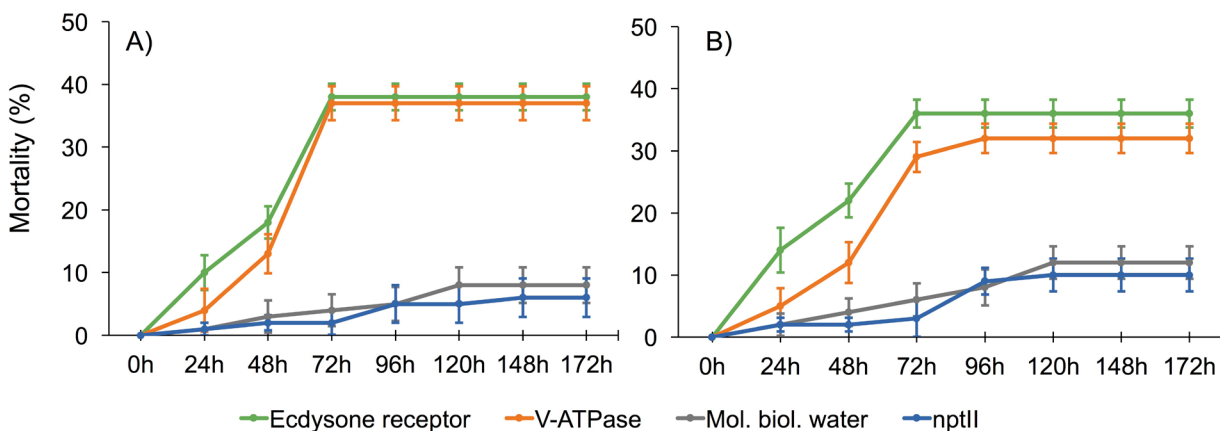 A)
Mortality (%)
50
40
30
20
10
0
0h 24h 48h 72h 96h 120h 148h 172h
B)
50
40
30
20
10
0
0h 24h 48h 72h 96h 120h 148h 172h
Ecdysone receptor V-ATPase Mol. biol. water nptII